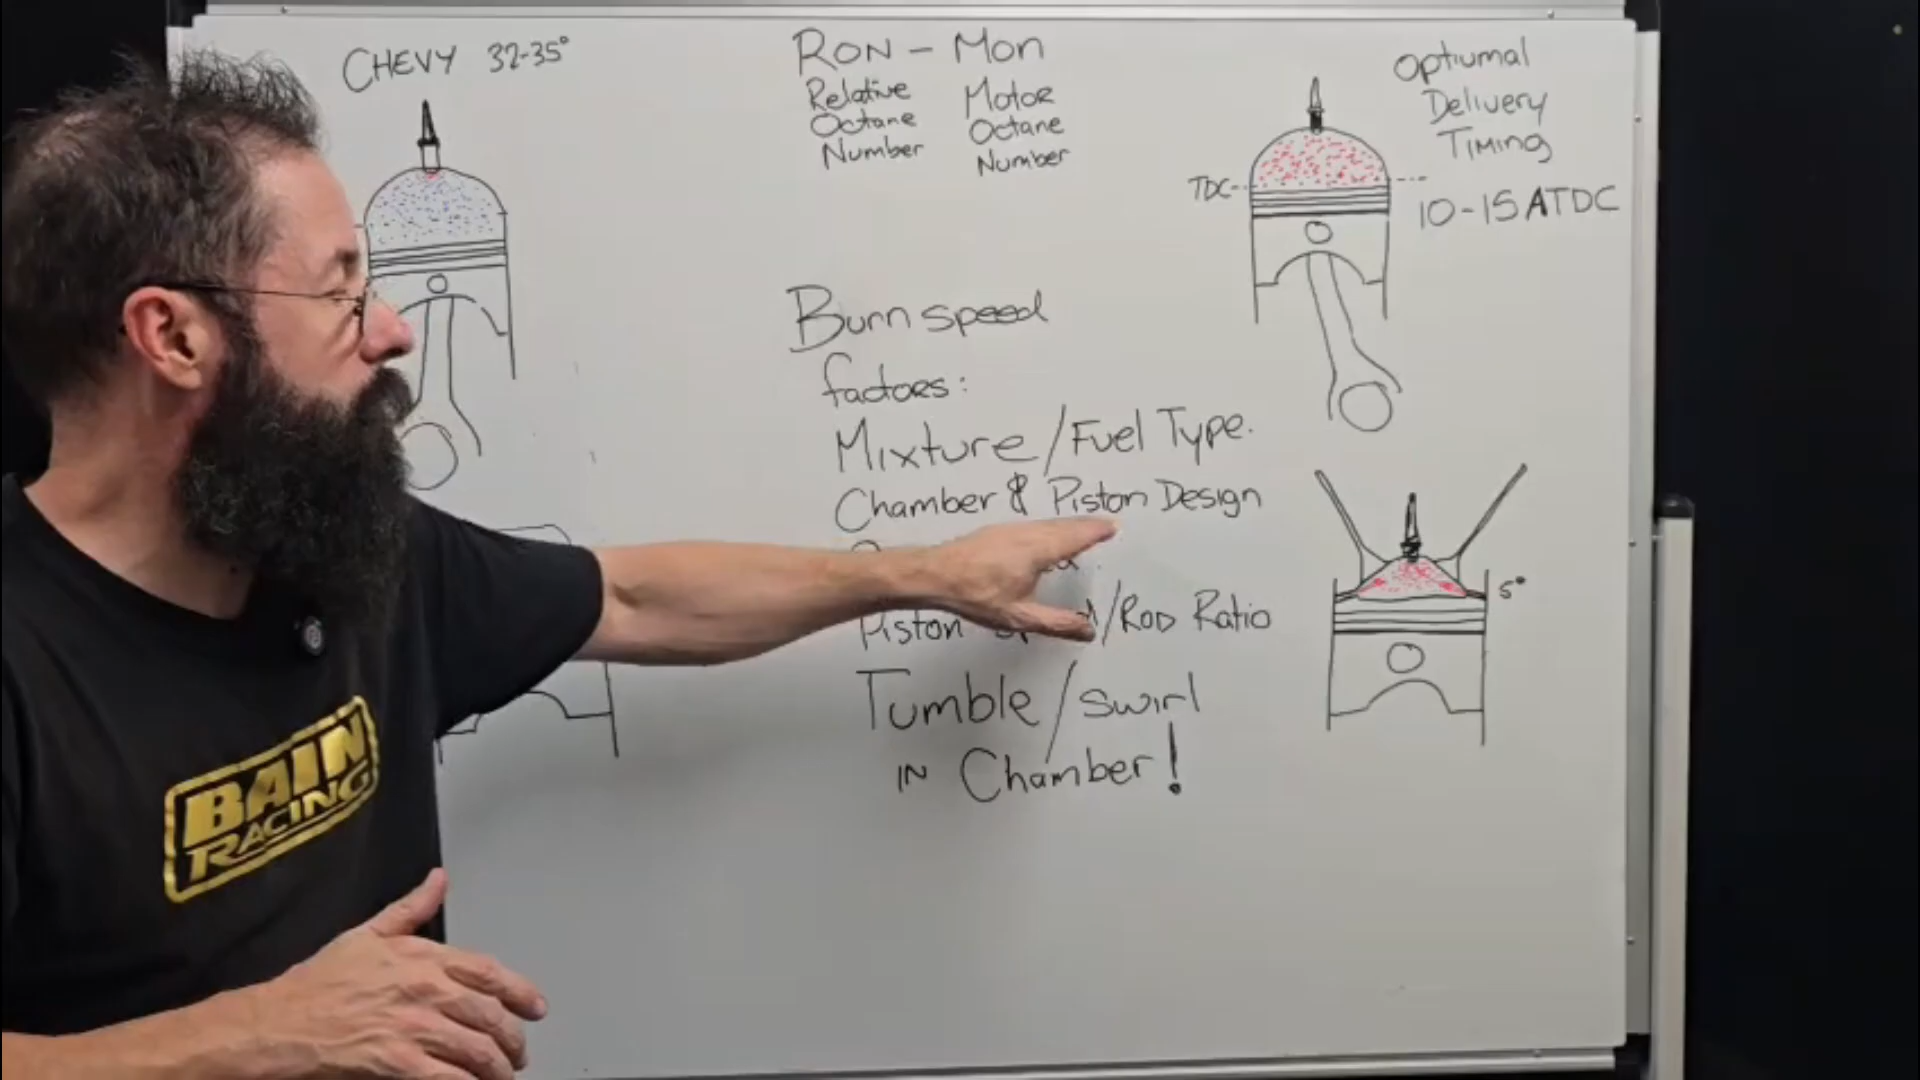 CHEVY 32-35°
RON - MON
Relative Octane Number
Motor Octane Number
Optiumal
Delivery
Timing
TDC
10-15 ATDC
Burn speed
factors:
Mixture/Fuel Type.
Chamber & Piston Design
Piston /Rod Ratio
5°
Tumble/swirl
IN Chamber!
BAIN
RACING